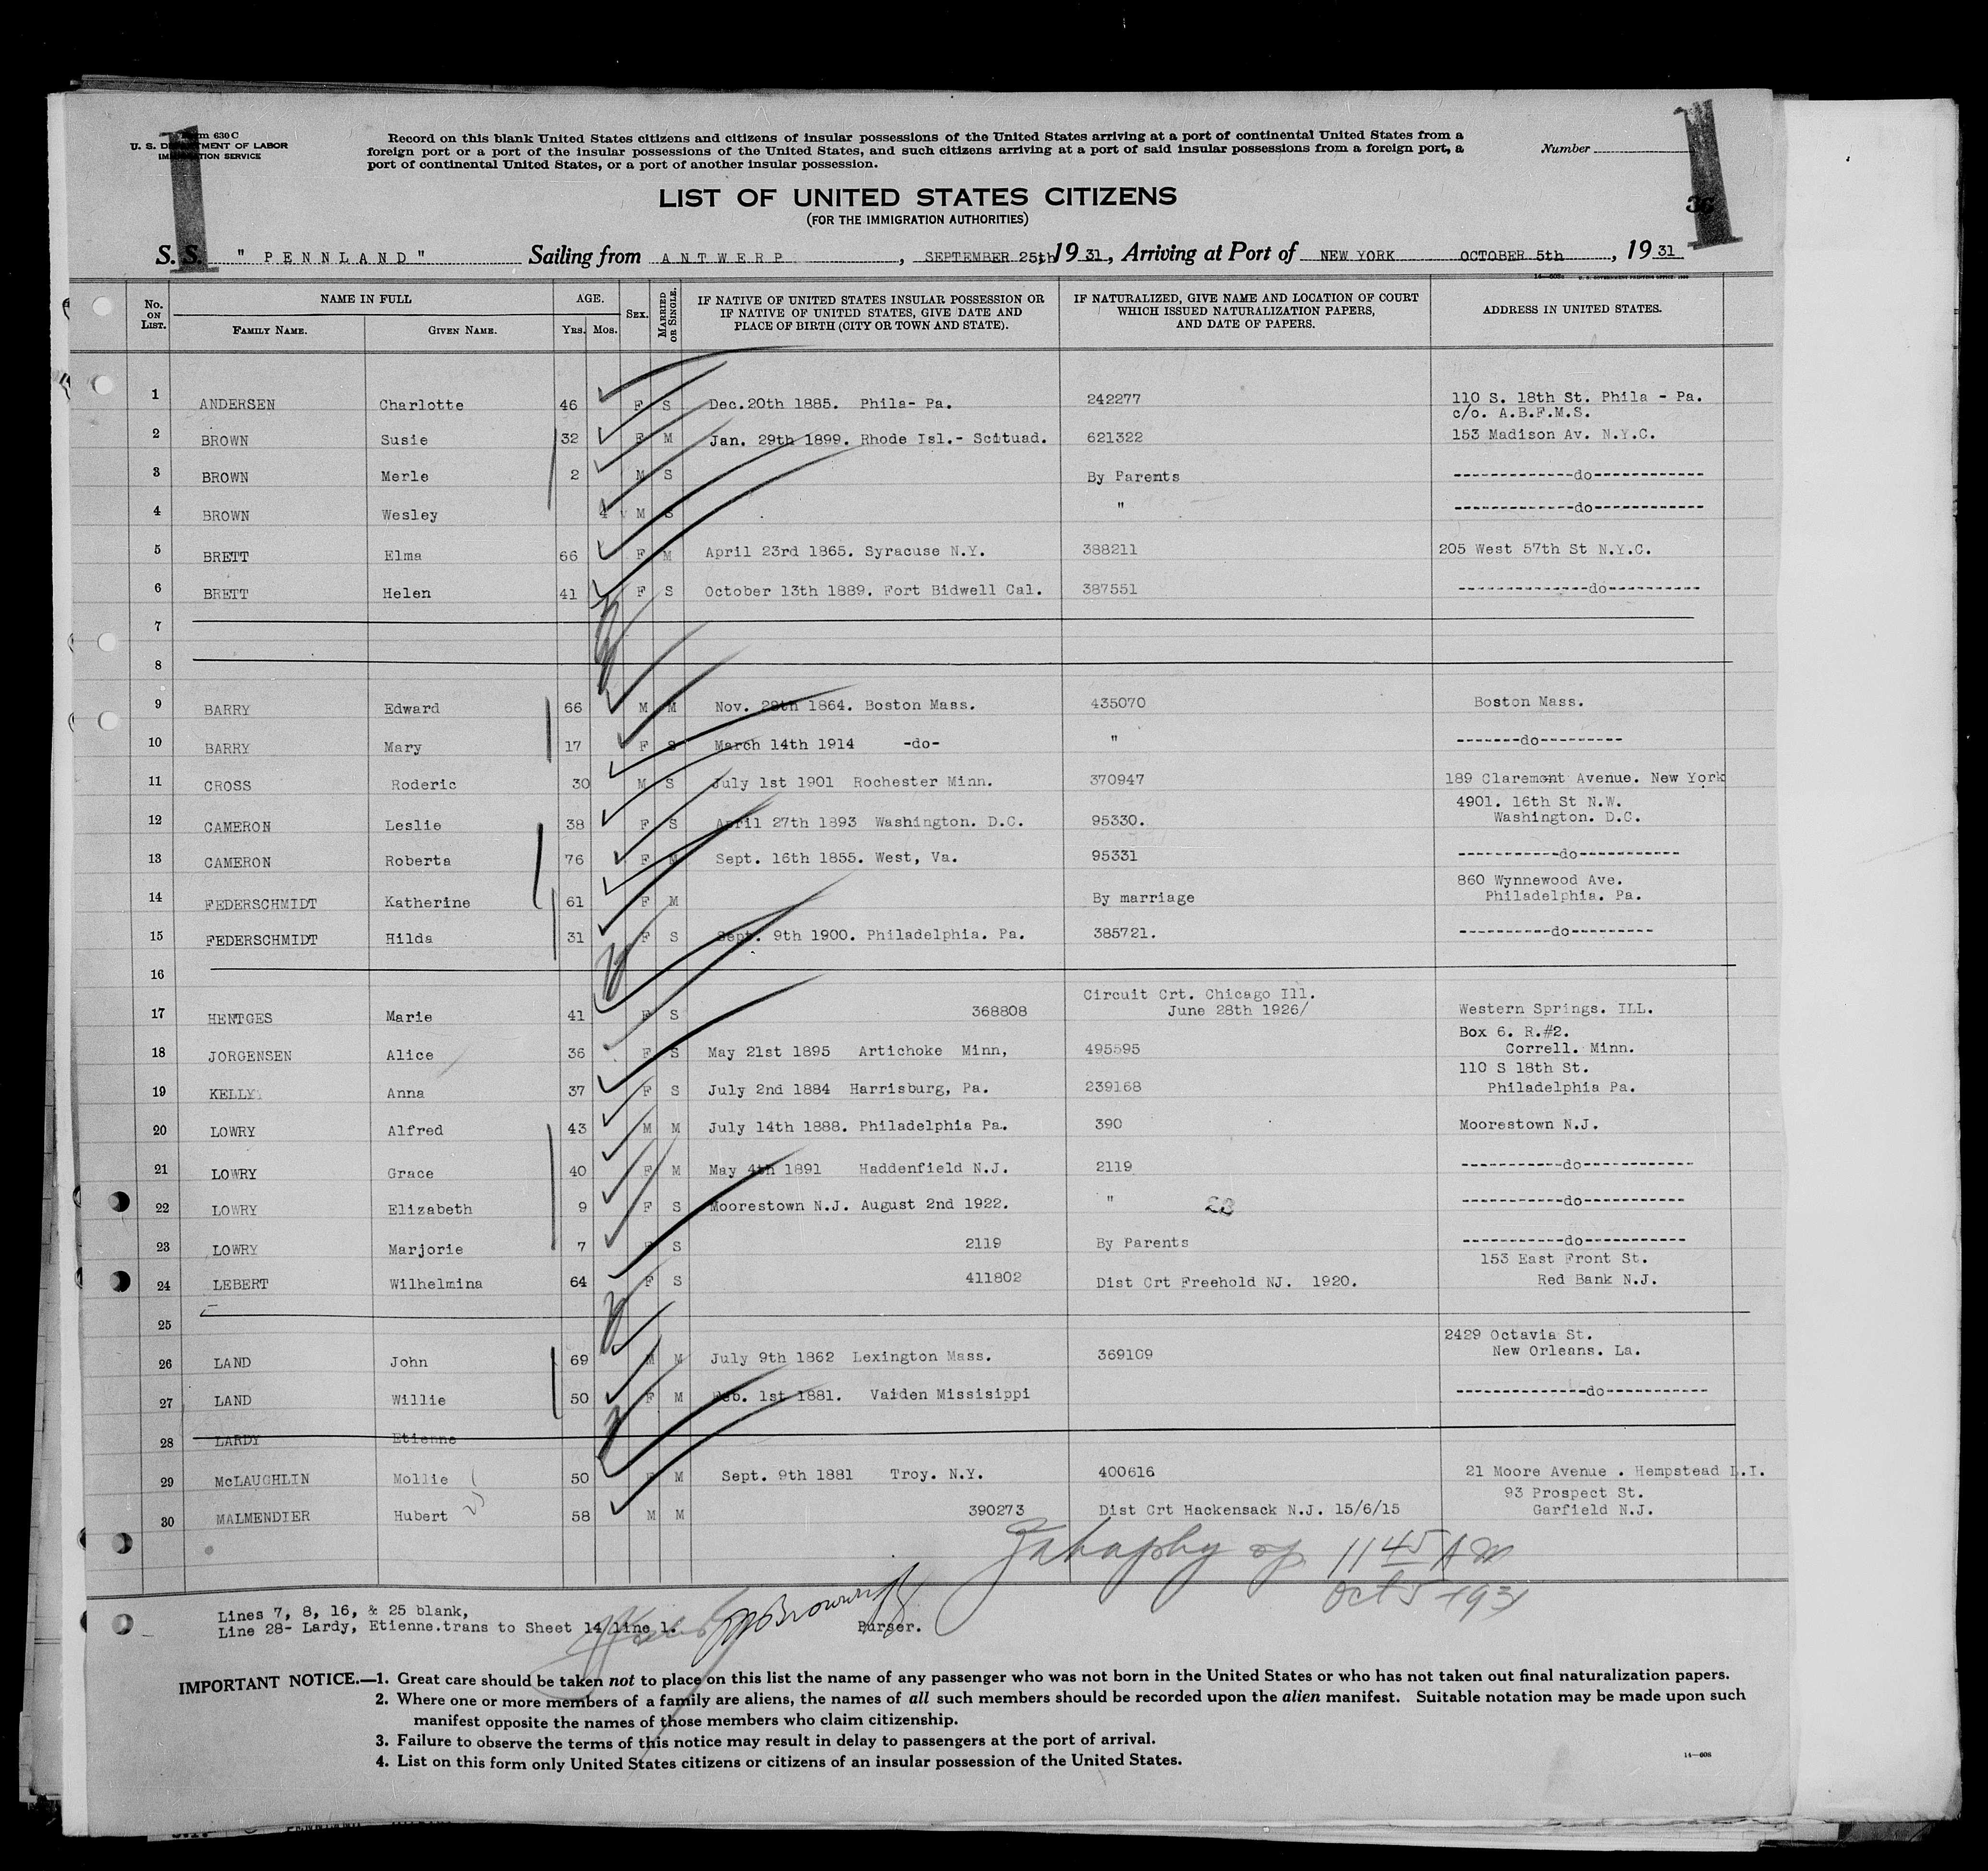 Form 630 C
U. S. DEPARTMENT OF LABOR
IMMIGRATION SERVICE
Record on this blank United States citizens and citizens of insular possessions of the United States arriving at a port of continental United States from a
foreign port or a port of the insular possessions of the United States, and such citizens arriving at a port of said insular possessions from a foreign port, a
port of continental United States, or a port of another insular possession.
Number
36
LIST OF UNITED STATES CITIZENS
(FOR THE IMMIGRATION AUTHORITIES)
S. S. "PENNLAND" Sailing from ANTWERP, SEPTEMBER 25th, 1931, Arriving at Port of NEW YORK OCTOBER 5th, 1931
No. ON LIST. NAME IN FULL FAMILY NAME. GIVEN NAME. AGE. YRS. MOS. SEX. MARRIED OR SINGLE. IF NATIVE OF UNITED STATES INSULAR POSSESSION OR IF NATIVE OF UNITED STATES, GIVE DATE AND PLACE OF BIRTH (CITY OR TOWN AND STATE). IF NATURALIZED, GIVE NAME AND LOCATION OF COURT WHICH ISSUED NATURALIZATION PAPERS, AND DATE OF PAPERS. ADDRESS IN UNITED STATES.
1 ANDERSEN Charlotte 46 F S Dec.20th 1885. Phila- Pa. 242277 110 S. 18th St. Phila - Pa.
c/o. A.B.F.M.S.
2 BROWN Susie 32 F M Jan. 29th 1899. Rhode Isl.- Scituad. 621322 153 Madison Av. N.Y.C.
3 BROWN Merle 2 M S By Parents -------------do------------
4 BROWN Wesley 4 M S " -------------do------------
5 BRETT Elma 66 F M April 23rd 1865. Syracuse N.Y. 388211 205 West 57th St N.Y.C.
6 BRETT Helen 41 F S October 13th 1889. Fort Bidwell Cal. 387551 --------------do----------
7
8
9 BARRY Edward 66 M M Nov. 28th 1864. Boston Mass. 435070 Boston Mass.
10 BARRY Mary 17 F S March 14th 1914 -do- " -------do---------
11 CROSS Roderic 30 M S July 1st 1901 Rochester Minn. 370947 189 Claremont Avenue. New York
4901. 16th St N.W.
12 CAMERON Leslie 38 F S April 27th 1893 Washington. D.C. 95330. Washington. D.C.
13 CAMERON Roberta 76 F M Sept. 16th 1855. West, Va. 95331 -----------do-----------
860 Wynnewood Ave.
14 FEDERSCHMIDT Katherine 61 F M By marriage Philadelphia. Pa.
15 FEDERSCHMIDT Hilda 31 F S Sept. 9th 1900. Philadelphia. Pa. 385721. ----------do---------
16
Circuit Crt. Chicago Ill.
17 HENTGES Marie 41 F S 368808 June 28th 1926/ Western Springs. ILL.
Box 6. R.#2.
18 JORGENSEN Alice 36 F S May 21st 1895 Artichoke Minn, 495595 Correll. Minn.
110 S 18th St.
19 KELLY Anna 37 F S July 2nd 1884 Harrisburg, Pa. 239168 Philadelphia Pa.
20 LOWRY Alfred 43 M M July 14th 1888. Philadelphia Pa. 390 Moorestown N.J.
21 LOWRY Grace 40 F M May 4th 1891 Haddenfield N.J. 2119 -----------do------------
22 LOWRY Elizabeth 9 F S Moorestown N.J. August 2nd 1922. " -----------do-----------
23 LOWRY Marjorie 7 F S 2119 By Parents -----------do-----------
153 East Front St.
24 LEBERT Wilhelmina 64 F S 411802 Dist Crt Freehold NJ. 1920. Red Bank N.J.
25
2429 Octavia St.
26 LAND John 69 M M July 9th 1862 Lexington Mass. 369109 New Orleans. La.
27 LAND Willie 50 F M Feb. 1st 1881. Vaiden Missisippi --------------do-----------
28 LARDY Etienne
29 McLAUGHLIN Mollie 50 F M Sept. 9th 1881 Troy. N.Y. 400616 21 Moore Avenue . Hempstead L.I.
93 Prospect St.
30 MALMENDIER Hubert 58 M M 390273 Dist Crt Hackensack N.J. 15/6/15 Garfield N.J.
11 45 AM
Oct 5 1931
Lines 7, 8, 16, & 25 blank,
Line 28- Lardy, Etienne.trans to Sheet 14 line 1.
Purser.
IMPORTANT NOTICE.—1. Great care should be taken not to place on this list the name of any passenger who was not born in the United States or who has not taken out final naturalization papers.
2. Where one or more members of a family are aliens, the names of all such members should be recorded upon the alien manifest. Suitable notation may be made upon such
manifest opposite the names of those members who claim citizenship.
3. Failure to observe the terms of this notice may result in delay to passengers at the port of arrival.
4. List on this form only United States citizens or citizens of an insular possession of the United States.
14—608